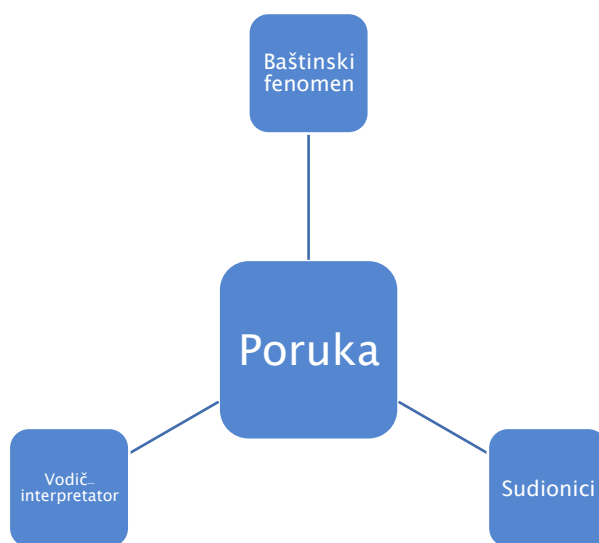 Baštinski
fenomen
Poruka
Vodič–
interpretator
Sudionici